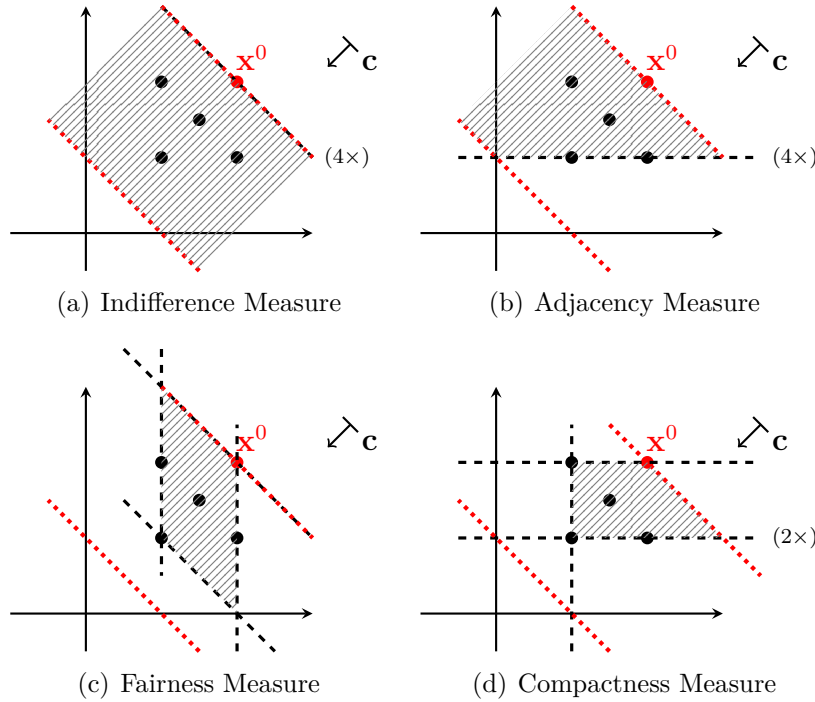 x⁰
c
(4×)
(a) Indifference Measure
x⁰
c
(4×)
(b) Adjacency Measure
x⁰
c
(c) Fairness Measure
x⁰
c
(2×)
(d) Compactness Measure